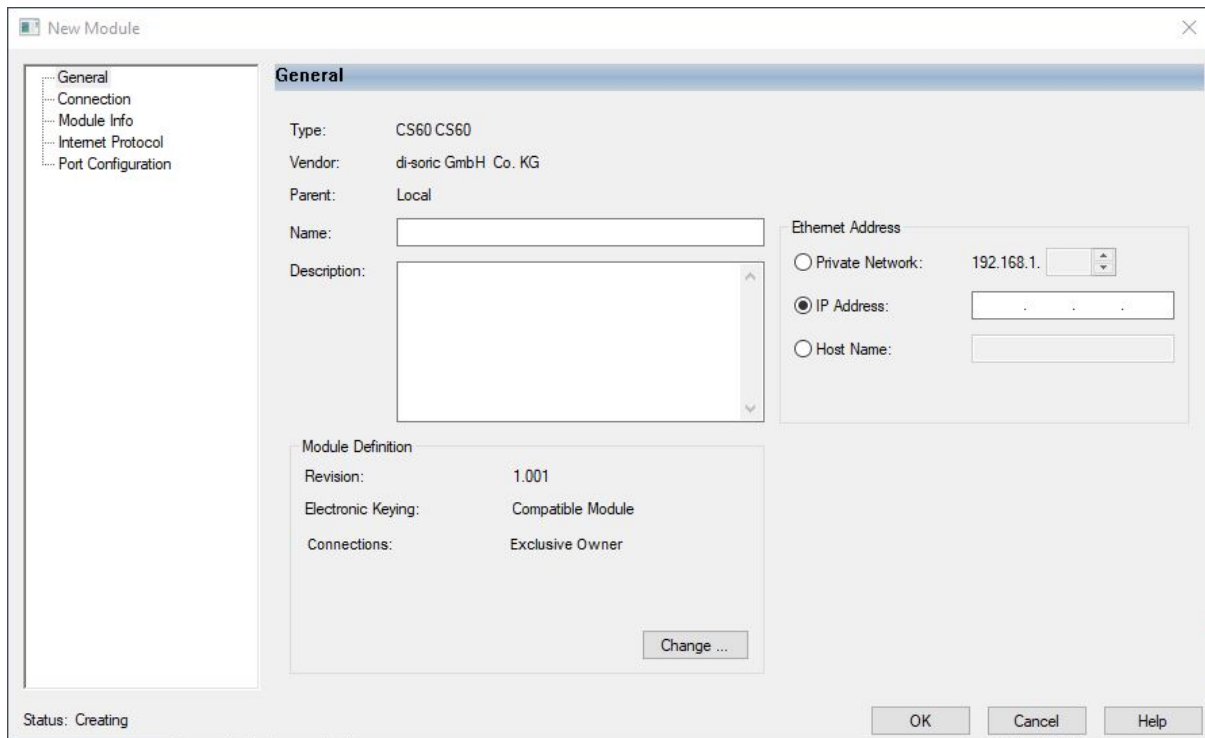 New Module
General
Connection
Module Info
Internet Protocol
Port Configuration
General
Type: CS60 CS60
Vendor: di-soric GmbH Co. KG
Parent: Local
Name:
Description:
Ethernet Address
Private Network: 192.168.1.
IP Address: . . .
Host Name:
Module Definition
Revision: 1.001
Electronic Keying: Compatible Module
Connections: Exclusive Owner
Change ...
Status: Creating
OK Cancel Help